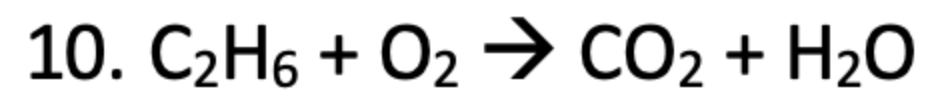 10. C₂H₆ + O₂ → CO₂ + H₂O